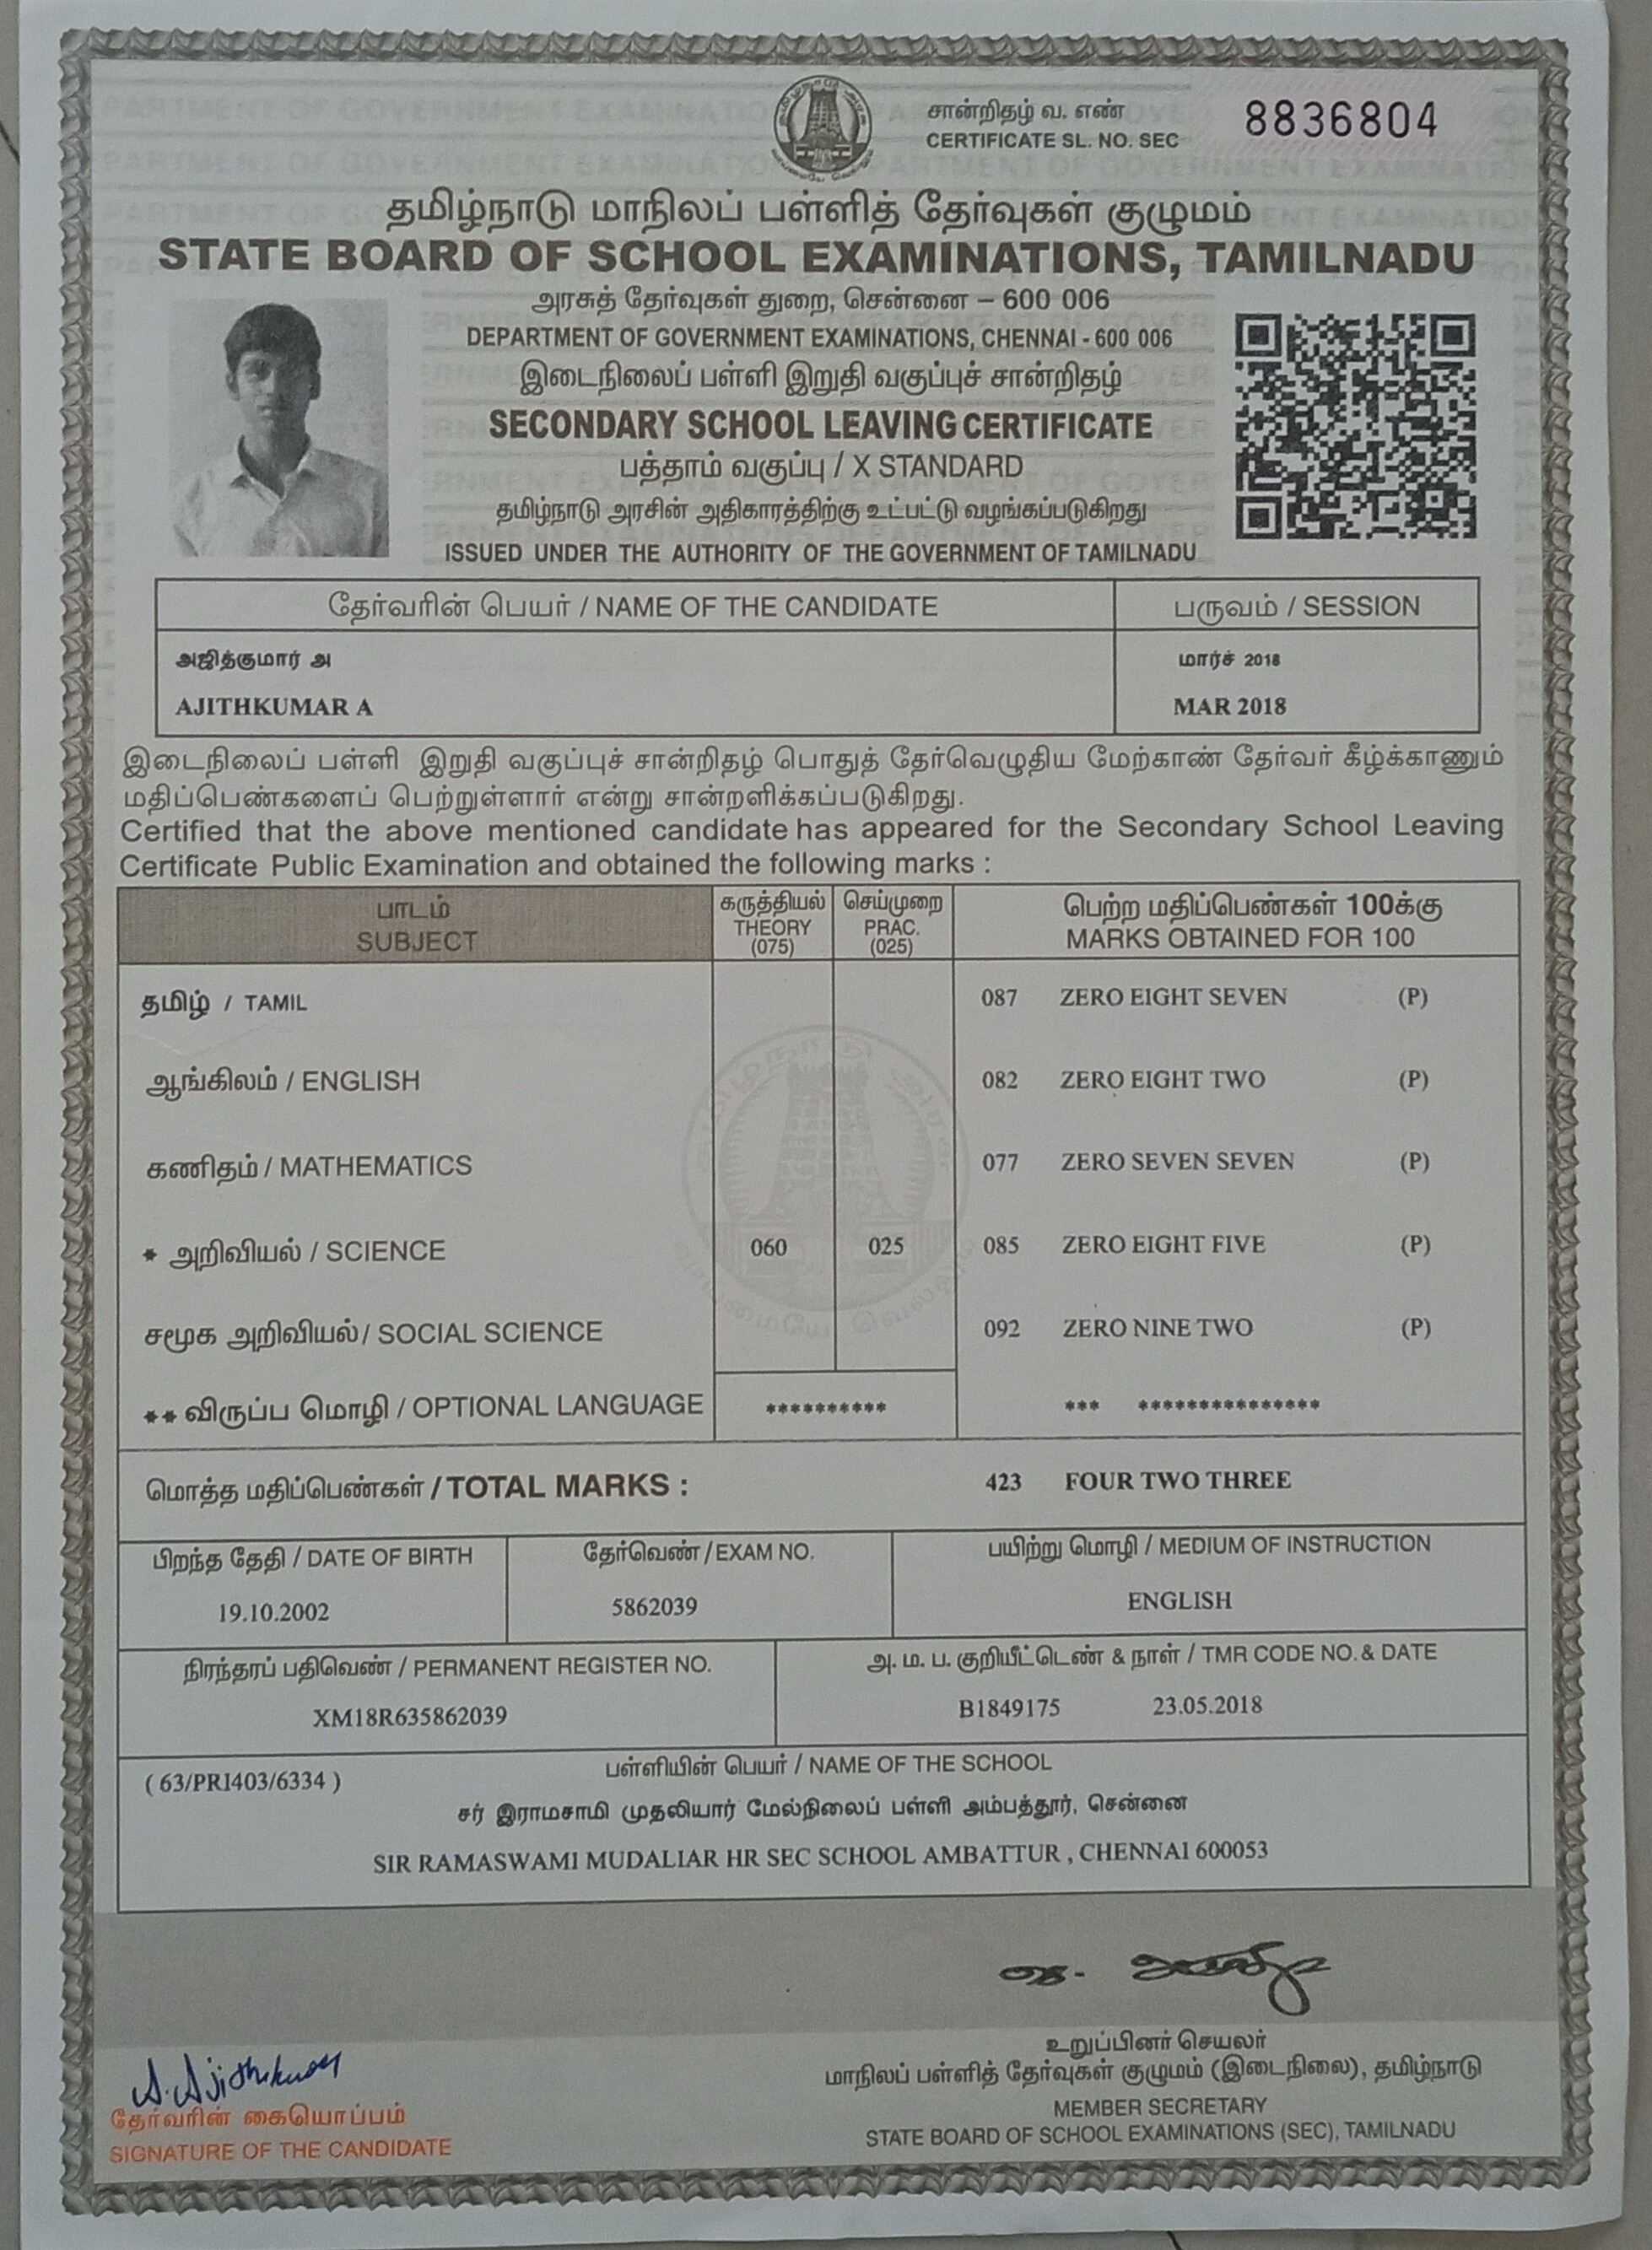 சான்றிதழ் வ. எண்
CERTIFICATE SL. NO. SEC 8836804
தமிழ்நாடு மாநிலப் பள்ளித் தேர்வுகள் குழுமம்
STATE BOARD OF SCHOOL EXAMINATIONS, TAMILNADU
அரசுத் தேர்வுகள் துறை, சென்னை – 600 006
DEPARTMENT OF GOVERNMENT EXAMINATIONS, CHENNAI - 600 006
இடைநிலைப் பள்ளி இறுதி வகுப்புச் சான்றிதழ்
SECONDARY SCHOOL LEAVING CERTIFICATE
பத்தாம் வகுப்பு / X STANDARD
தமிழ்நாடு அரசின் அதிகாரத்திற்கு உட்பட்டு வழங்கப்படுகிறது
ISSUED UNDER THE AUTHORITY OF THE GOVERNMENT OF TAMILNADU
தேர்வரின் பெயர் / NAME OF THE CANDIDATE பருவம் / SESSION
அஜித்குமார் அ மார்ச் 2018
AJITHKUMAR A MAR 2018
இடைநிலைப் பள்ளி இறுதி வகுப்புச் சான்றிதழ் பொதுத் தேர்வெழுதிய மேற்காண் தேர்வர் கீழ்க்காணும்
மதிப்பெண்களைப் பெற்றுள்ளார் என்று சான்றளிக்கப்படுகிறது.
Certified that the above mentioned candidate has appeared for the Secondary School Leaving
Certificate Public Examination and obtained the following marks :
பாடம் கருத்தியல் செய்முறை பெற்ற மதிப்பெண்கள் 100க்கு
SUBJECT THEORY PRAC. MARKS OBTAINED FOR 100
(075) (025)
தமிழ் / TAMIL 087 ZERO EIGHT SEVEN (P)
ஆங்கிலம் / ENGLISH 082 ZERO EIGHT TWO (P)
கணிதம் / MATHEMATICS 077 ZERO SEVEN SEVEN (P)
* அறிவியல் / SCIENCE 060 025 085 ZERO EIGHT FIVE (P)
சமூக அறிவியல் / SOCIAL SCIENCE 092 ZERO NINE TWO (P)
** விருப்ப மொழி / OPTIONAL LANGUAGE ********** *** ***************
மொத்த மதிப்பெண்கள் / TOTAL MARKS : 423 FOUR TWO THREE
பிறந்த தேதி / DATE OF BIRTH தேர்வெண் / EXAM NO. பயிற்று மொழி / MEDIUM OF INSTRUCTION
19.10.2002 5862039 ENGLISH
நிரந்தரப் பதிவெண் / PERMANENT REGISTER NO. அ. ம. ப. குறியீட்டெண் & நாள் / TMR CODE NO. & DATE
XM18R635862039 B1849175 23.05.2018
( 63/PRI403/6334 ) பள்ளியின் பெயர் / NAME OF THE SCHOOL
சர் இராமசாமி முதலியார் மேல்நிலைப் பள்ளி அம்பத்தூர், சென்னை
SIR RAMASWAMI MUDALIAR HR SEC SCHOOL AMBATTUR , CHENNAI 600053
A. Ajithkumar
தேர்வரின் கையொப்பம்
SIGNATURE OF THE CANDIDATE
உறுப்பினர் செயலர்
மாநிலப் பள்ளித் தேர்வுகள் குழுமம் (இடைநிலை), தமிழ்நாடு
MEMBER SECRETARY
STATE BOARD OF SCHOOL EXAMINATIONS (SEC), TAMILNADU